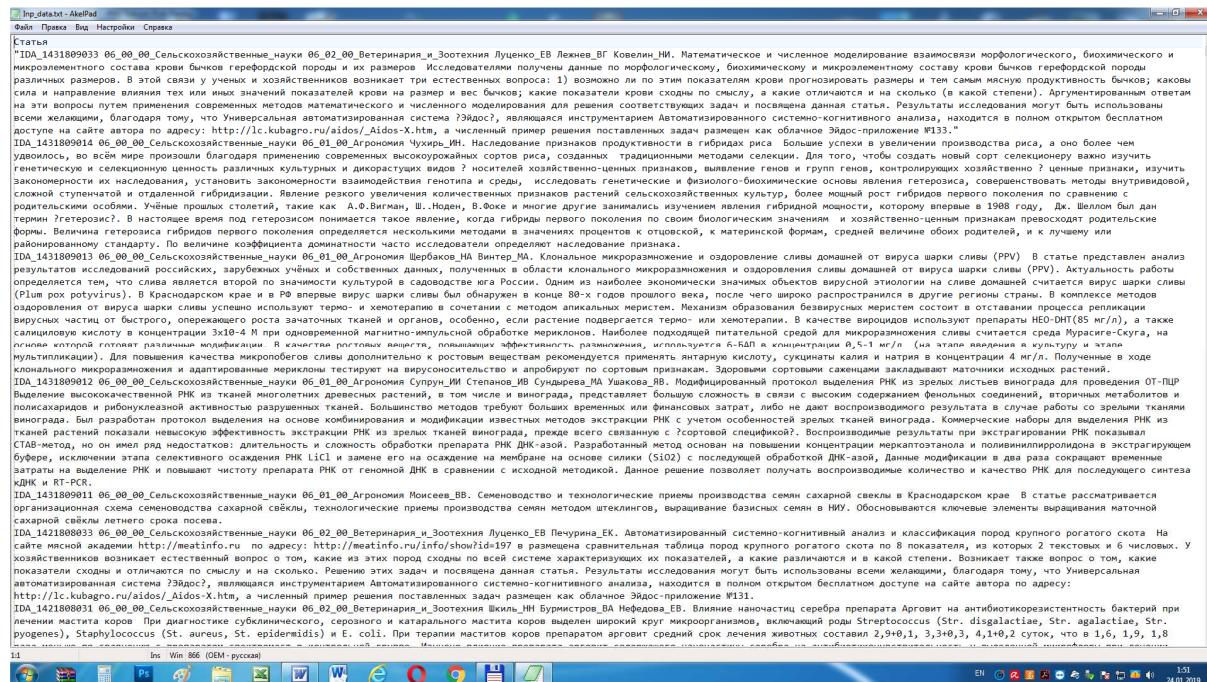 Inp_data.txt - AkelPad
Файл Правка Вид Настройки Справка
Статья
"IDA_1431809033 06_00_00_Сельскохозяйственные_науки 06_02_00_Ветеринария_и_Зоотехния Луценко_ЕВ Лежнев_ВГ Ковелин_НИ. Математическое и численное моделирование взаимосвязи морфологического, биохимического и
микроэлементного состава крови бычков герефордской породы и их размеров  Исследователями получены данные по морфологическому, биохимическому и микроэлементному составу крови бычков герефордской породы
различных размеров. В этой связи у ученых и хозяйственников возникает три естественных вопроса: 1) возможно ли по этим показателям крови прогнозировать размеры и тем самым мясную продуктивность бычков; каковы
сила и направление влияния тех или иных значений показателей крови на размер и вес бычков; какие показатели крови сходны по смыслу, а какие отличаются и на сколько (в какой степени). Аргументированным ответам
на эти вопросы путем применения современных методов математического и численного моделирования для решения соответствующих задач и посвящена данная статья. Результаты исследования могут быть использованы
всеми желающими, благодаря тому, что Универсальная автоматизированная система ?Эйдос?, являющаяся инструментарием Автоматизированного системно-когнитивного анализа, находится в полном открытом бесплатном
доступе на сайте автора по адресу: http://lc.kubagro.ru/aidos/_Aidos-X.htm, а численный пример решения поставленных задач размещен как облачное Эйдос-приложение №133."
IDA_1431809014 06_00_00_Сельскохозяйственные_науки 06_01_00_Агрономия Чухирь_ИН. Наследование признаков продуктивности в гибридах риса  Большие успехи в увеличении производства риса, а оно более чем
удвоилось, во всём мире произошли благодаря применению современных высокоурожайных сортов риса, созданных  традиционными методами селекции. Для того, чтобы создать новый сорт селекционеру важно изучить
генетическую и селекционную ценность различных культурных и дикорастущих видов ? носителей хозяйственно-ценных признаков, выявление генов и групп генов, контролирующих хозяйственно ? ценные признаки, изучить
закономерности их наследования, установить закономерности взаимодействия генотипа и среды,  исследовать генетические и физиолого-биохимические основы явления гетерозиса, совершенствовать методы внутривидовой,
сложной ступенчатой и отдаленной гибридизации. Явление резкого увеличения количественных признаков растений сельскохозяйственных культур, более мощный рост гибридов первого поколения по сравнению с
родительскими особями. Учёные прошлых столетий, такие как  А.Ф.Вигман, Ш..Ноден, В.Фоке и многие другие занимались изучением явления гибридной мощности, которому впервые в 1908 году,  Дж. Шеллом был дан
термин ?гетерозис?. В настоящее время под гетерозисом понимается такое явление, когда гибриды первого поколения по своим биологическим значениям  и хозяйственно-ценным признакам превосходят родительские
формы. Величина гетерозиса гибридов первого поколения определяется несколькими методами в значениях процентов к отцовской, к материнской формам, средней величине обоих родителей, и к лучшему или
районированному стандарту. По величине коэффициента доминатности часто исследователи определяют наследование признака.
IDA_1431809013 06_00_00_Сельскохозяйственные_науки 06_01_00_Агрономия Щербаков_НА Винтер_МА. Клональное микроразмножение и оздоровление сливы домашней от вируса шарки сливы (PPV)  В статье представлен анализ
результатов исследований российских, зарубежных учёных и собственных данных, полученных в области клонального микроразмножения и оздоровления сливы домашней от вируса шарки сливы (PPV). Актуальность работы
определяется тем, что слива является второй по значимости культурой в садоводстве юга России. Одним из наиболее экономически значимых объектов вирусной этиологии на сливе домашней считается вирус шарки сливы
(Plum pox potyvirus). В Краснодарском крае и в РФ впервые вирус шарки сливы был обнаружен в конце 80-х годов прошлого века, после чего широко распространился в другие регионы страны. В комплексе методов
оздоровления от вируса шарки сливы успешно используют термо- и хемотерапию в сочетании с методом апикальных меристем. Механизм образования безвирусных меристем состоит в отставании процесса репликации
вирусных частиц от быстрого, опережающего роста зачаточных тканей и органов, особенно, если растение подвергается термо- или хемотерапии. В качестве вироцидов используют препараты НЕО-DHT(85 мг/л), а также
салициловую кислоту в концентрации 3х10-4 М при одновременной магнитно-импульсной обработке мериклонов. Наиболее подходящей питательной средой для микроразмножения сливы считается среда Мурасиге-Скуга, на
основе которой готовят различные модификации. В качестве ростовых веществ, повышающих эффективность размножения, используется 6-БАП в концентрации 0,5-1 мг/л  (на этапе введения в культуру и этапе
мультипликации). Для повышения качества микропобегов сливы дополнительно к ростовым веществам рекомендуется применять янтарную кислоту, сукцинаты калия и натрия в концентрации 4 мг/л. Полученные в ходе
клонального микроразмножения и адаптированные мериклоны тестируют на вирусоносительство и апробируют по сортовым признакам. Здоровыми сортовыми саженцами закладывают маточники исходных растений.
IDA_1431809012 06_00_00_Сельскохозяйственные_науки 06_01_00_Агрономия Супрун_ИИ Степанов_ИВ Сундырева_МА Ушакова_ЯВ. Модифицированный протокол выделения РНК из зрелых листьев винограда для проведения ОТ-ПЦР
Выделение высококачественной РНК из тканей многолетних древесных растений, в том числе и винограда, представляет большую сложность в связи с высоким содержанием фенольных соединений, вторичных метаболитов и
полисахаридов и рибонуклеазной активностью разрушенных тканей. Большинство методов требуют больших временных или финансовых затрат, либо не дают воспроизводимого результата в случае работы со зрелыми тканями
винограда. Был разработан протокол выделения на основе комбинирования и модификации известных методов экстракции РНК с учетом особенностей зрелых тканей винограда. Коммерческие наборы для выделения РНК из
тканей растений показали невысокую эффективность экстракции РНК из зрелых тканей винограда, прежде всего связанную с ?сортовой спецификой?. Воспроизводимые результаты при экстрагировании РНК показывал
СТАВ-метод, но он имел ряд недостатков: длительность и сложность обработки препарата РНК ДНК-азой. Разработанный метод основан на повышении концентрации меркаптоэтанола и поливинилпирролидона в экстрагирующем
буфере, исключении этапа селективного осаждения РНК LiCl и замене его на осаждение на мембране на основе силики (SiO2) с последующей обработкой ДНК-азой, Данные модификации в два раза сокращают временные
затраты на выделение РНК и повышают чистоту препарата РНК от геномной ДНК в сравнении с исходной методикой. Данное решение позволяет получать воспроизводимые количество и качество РНК для последующего синтеза
кДНК и RT-PCR.
IDA_1431809011 06_00_00_Сельскохозяйственные_науки 06_01_00_Агрономия Моисеев_ВВ. Семеноводство и технологические приемы производства семян сахарной свеклы в Краснодарском крае  В статье рассматривается
организационная схема семеноводства сахарной свёклы, технологические приемы производства семян методом штеклингов, выращивание базисных семян в НИУ. Обосновываются ключевые элементы выращивания маточной
сахарной свёклы летнего срока посева.
IDA_1421808033 06_00_00_Сельскохозяйственные_науки 06_02_00_Ветеринария_и_Зоотехния Луценко_ЕВ Печурина_ЕК. Автоматизированный системно-когнитивный анализ и классификация пород крупного рогатого скота  На
сайте мясной академии http://meatinfo.ru  по адресу: http://meatinfo.ru/info/show?id=197 в размещена сравнительная таблица пород крупного рогатого скота по 8 показателя, из которых 2 текстовых и 6 числовых. У
хозяйственников возникает естественный вопрос о том, какие из этих пород сходны по всей системе характеризующих их показателей, а какие различаются и в какой степени. Возникает также вопрос о том, какие
показатели сходны и отличаются по смыслу и на сколько. Решению этих задач и посвящена данная статья. Результаты исследования могут быть использованы всеми желающими, благодаря тому, что Универсальная
автоматизированная система ?Эйдос?, являющаяся инструментарием Автоматизированного системно-когнитивного анализа, находится в полном открытом бесплатном доступе на сайте автора по адресу:
http://lc.kubagro.ru/aidos/_Aidos-X.htm, а численный пример решения поставленных задач размещен как облачное Эйдос-приложение №131.
IDA_1421808031 06_00_00_Сельскохозяйственные_науки 06_02_00_Ветеринария_и_Зоотехния Шкиль_НН Бурмистров_ВА Нефедова_ЕВ. Влияние наночастиц серебра препарата Арговит на антибиотикорезистентность бактерий при
лечении мастита коров  При диагностике субклинического, серозного и катарального мастита коров выделен широкий круг микроорганизмов, включающий роды Streptococcus (Str. disgalactiae, Str. agalactiae, Str.
pyogenes), Staphylococcus (St. aureus, St. epidermidis) и E. coli. При терапии маститов коров препаратом арговит средний срок лечения животных составил 2,9+0,1, 3,3+0,3, 4,1+0,2 суток, что в 1,6, 1,9, 1,8
1:1 Ins Win 866 (OEM - русская)
EN 1:51
24.01.2019